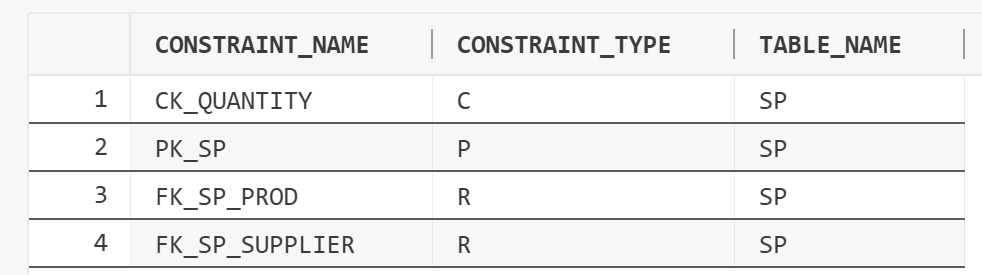 CONSTRAINT_NAME CONSTRAINT_TYPE TABLE_NAME
1 CK_QUANTITY C SP
2 PK_SP P SP
3 FK_SP_PROD R SP
4 FK_SP_SUPPLIER R SP